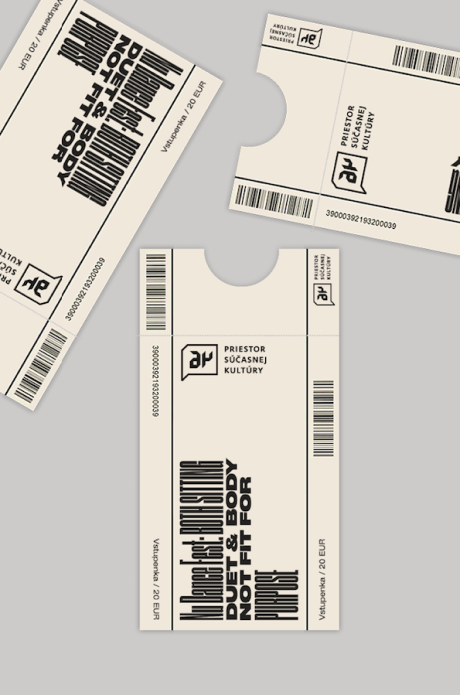 Vstupenka / 20 EUR
Nu Dance Fest: BOTH SITTING
DUET & BODY
NOT FIT FOR
PURPOSE
Vstupenka / 20 EUR
39000392193200039
PRIESTOR
SÚČASNEJ
KULTÚRY
PRIESTOR
SÚČASNEJ
KULTÚRY
39000392193200039
PRIESTOR
SÚČASNEJ
KULTÚRY
PRIESTOR
SÚČASNEJ
KULTÚRY
39000392193200039
Vstupenka / 20 EUR
Nu Dance Fest: BOTH SITTING
DUET & BODY
NOT FIT FOR
PURPOSE
Vstupenka / 20 EUR